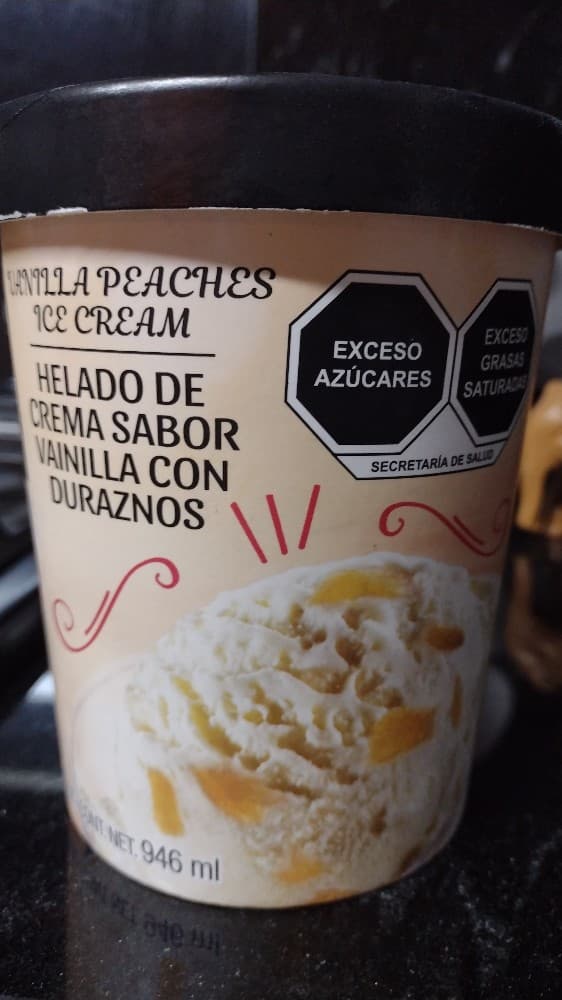 VANILLA PEACHES
ICE CREAM
HELADO DE
CREMA SABOR
VAINILLA CON
DURAZNOS
EXCESO
AZÚCARES
EXCESO
GRASAS
SATURADAS
SECRETARÍA DE SALUD
CONT. NET. 946 ml